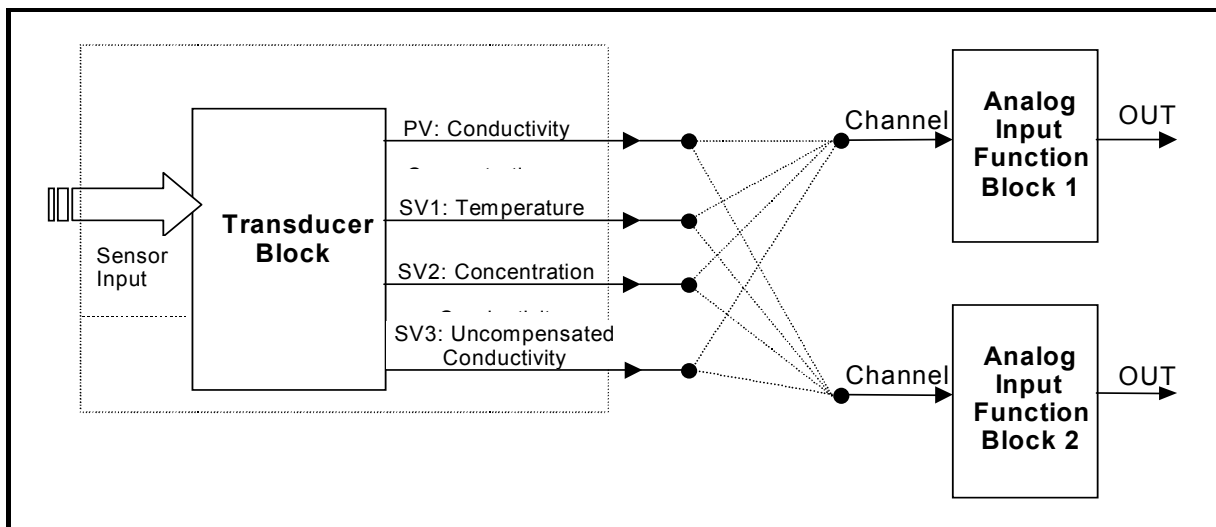 PV: Conductivity
SV1: Temperature
SV2: Concentration
SV3: Uncompensated
Conductivity
Transducer
Block
Sensor
Input
Channel
Analog
Input
Function
Block 1
OUT
Channel
Analog
Input
Function
Block 2
OUT